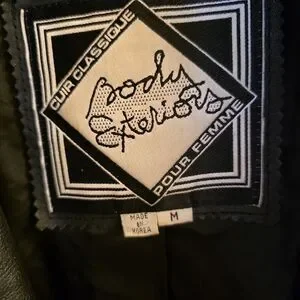 CUIR CLASSIQUE
Body
Exteriors
POUR FEMME
MADE
IN
KOREA
M